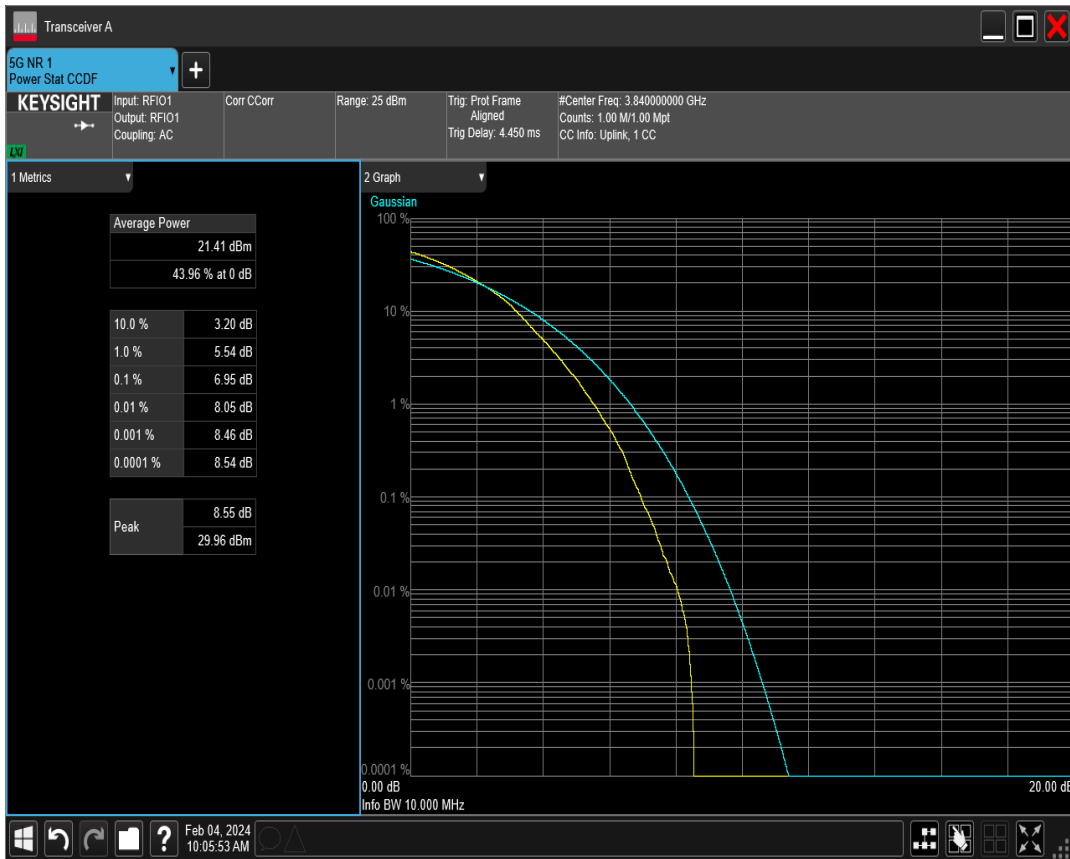 Transceiver A
5G NR 1
Power Stat CCDF
+
KEYSIGHT
LXI
Input: RFIO1
Output: RFIO1
Coupling: AC
Corr CCorr
Range: 25 dBm
Trig: Prot Frame
Aligned
Trig Delay: 4.450 ms
#Center Freq: 3.840000000 GHz
Counts: 1.00 M/1.00 Mpt
CC Info: Uplink, 1 CC
1 Metrics
Average Power
21.41 dBm
43.96 % at 0 dB
10.0 % 3.20 dB
1.0 % 5.54 dB
0.1 % 6.95 dB
0.01 % 8.05 dB
0.001 % 8.46 dB
0.0001 % 8.54 dB
Peak
8.55 dB
29.96 dBm
2 Graph
Gaussian
100 %
10 %
1 %
0.1 %
0.01 %
0.001 %
0.0001 %
0.00 dB 20.00 dB
Info BW 10.000 MHz
?
Feb 04, 2024
10:05:53 AM